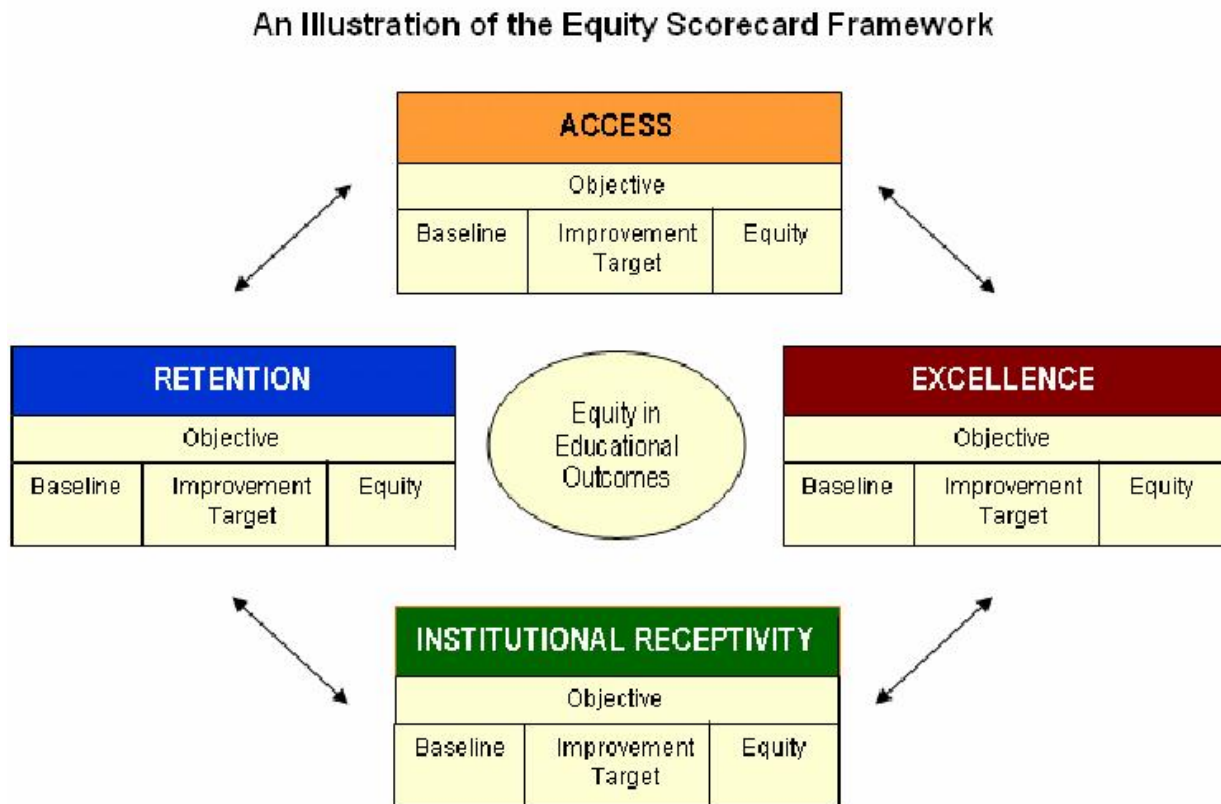 An Illustration of the Equity Scorecard Framework
ACCESS
Objective
Baseline
Improvement
Target
Equity
RETENTION
Objective
Baseline
Improvement
Target
Equity
Equity in
Educational
Outcomes
EXCELLENCE
Objective
Baseline
Improvement
Target
Equity
INSTITUTIONAL RECEPTIVITY
Objective
Baseline
Improvement
Target
Equity